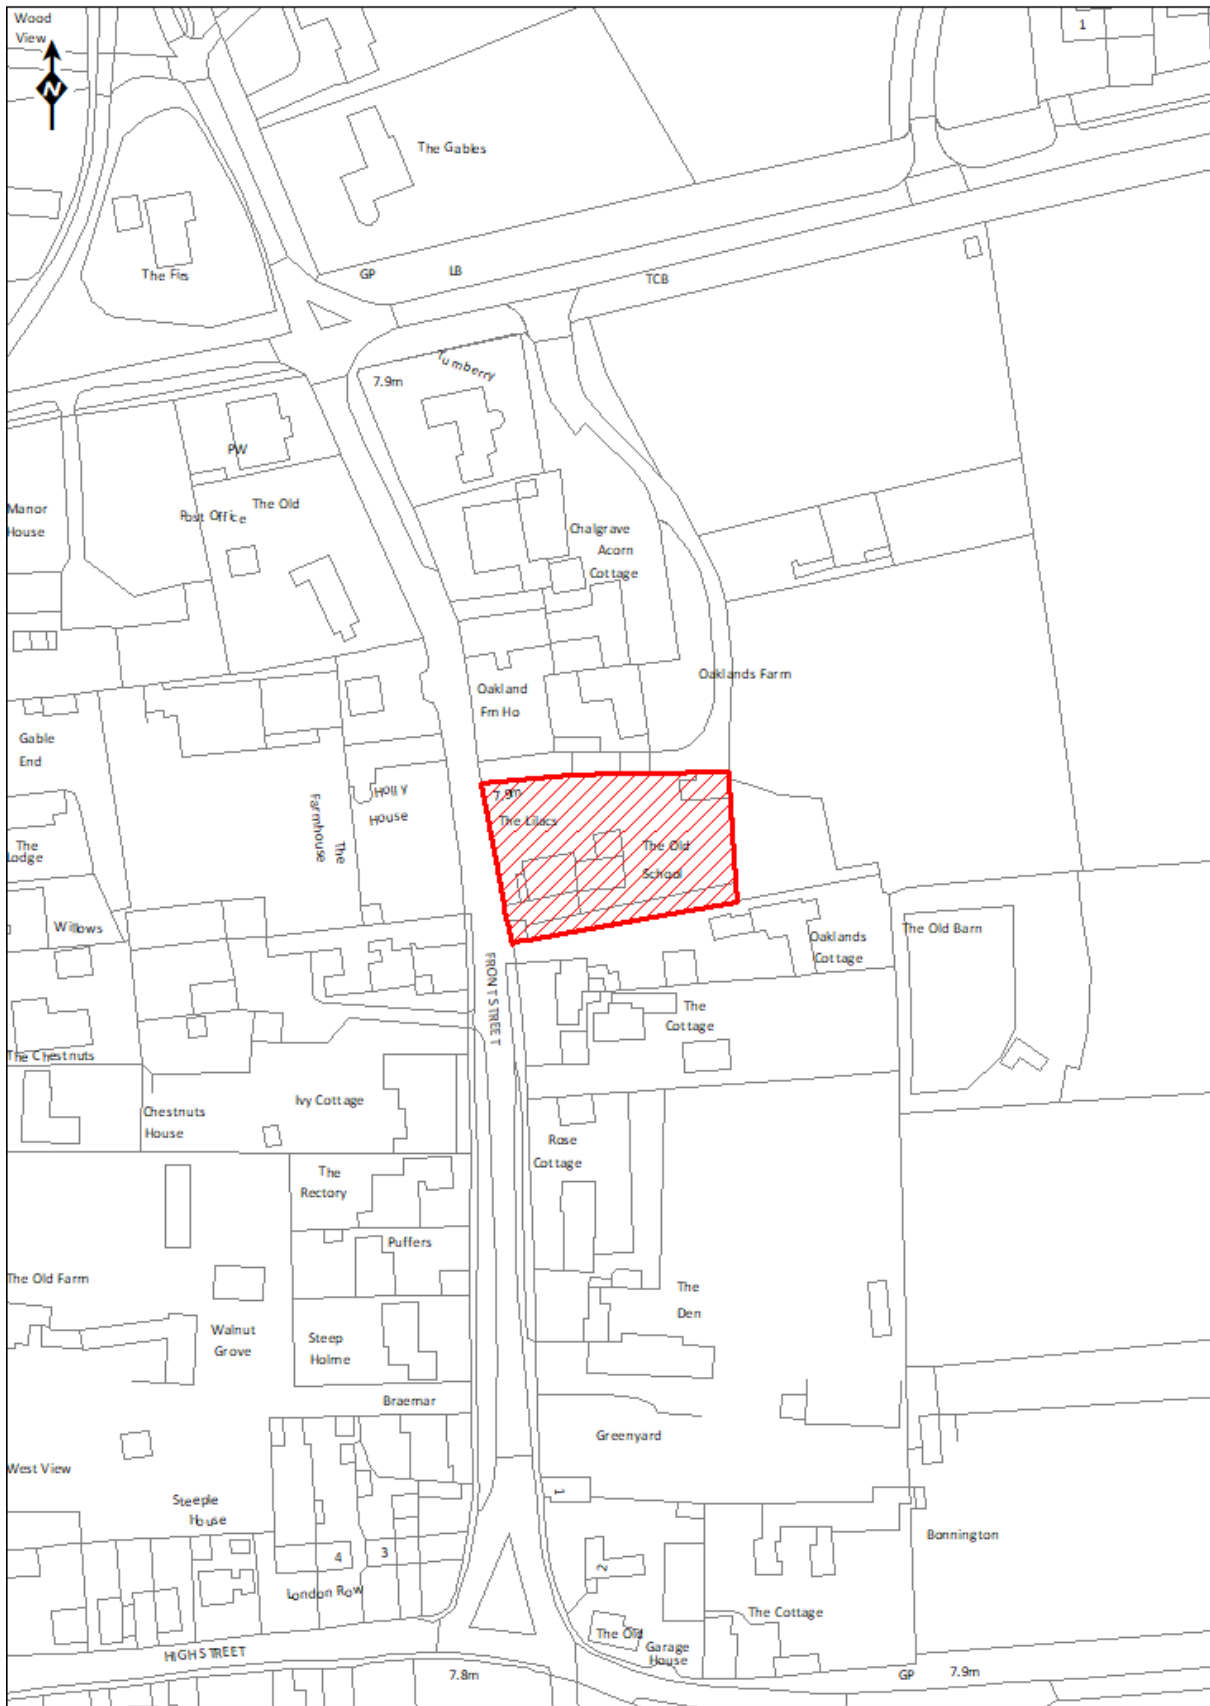 Wood
View
N
1
The Gables
The Firs
GP
LB
TCB
Turnberry
7.9m
PW
Manor
House
The Old
Post Office
Chalgrave
Acorn
Cottage
Oaklands Farm
Oakland
Fm Ho
Gable
End
Holly
House
The
Farmhouse
7.9m
The Lilacs
The Old
School
The
Lodge
Willows
Oaklands
Cottage
The Old Barn
FRONT STREET
The
Cottage
The Chestnuts
Chestnuts
House
Ivy Cottage
Rose
Cottage
The
Rectory
Puffers
The Old Farm
The
Den
Walnut
Grove
Steep
Holme
Braemar
Greenyard
West View
Steeple
House
1
Bonnington
4
3
2
London Row
The Cottage
The Old
Garage
House
HIGH STREET
7.8m
GP
7.9m